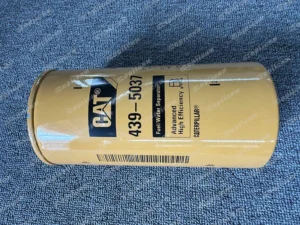 CAT
439-5037
Fuel/Water Separator
Advanced
High Efficiency
CATERPILLAR